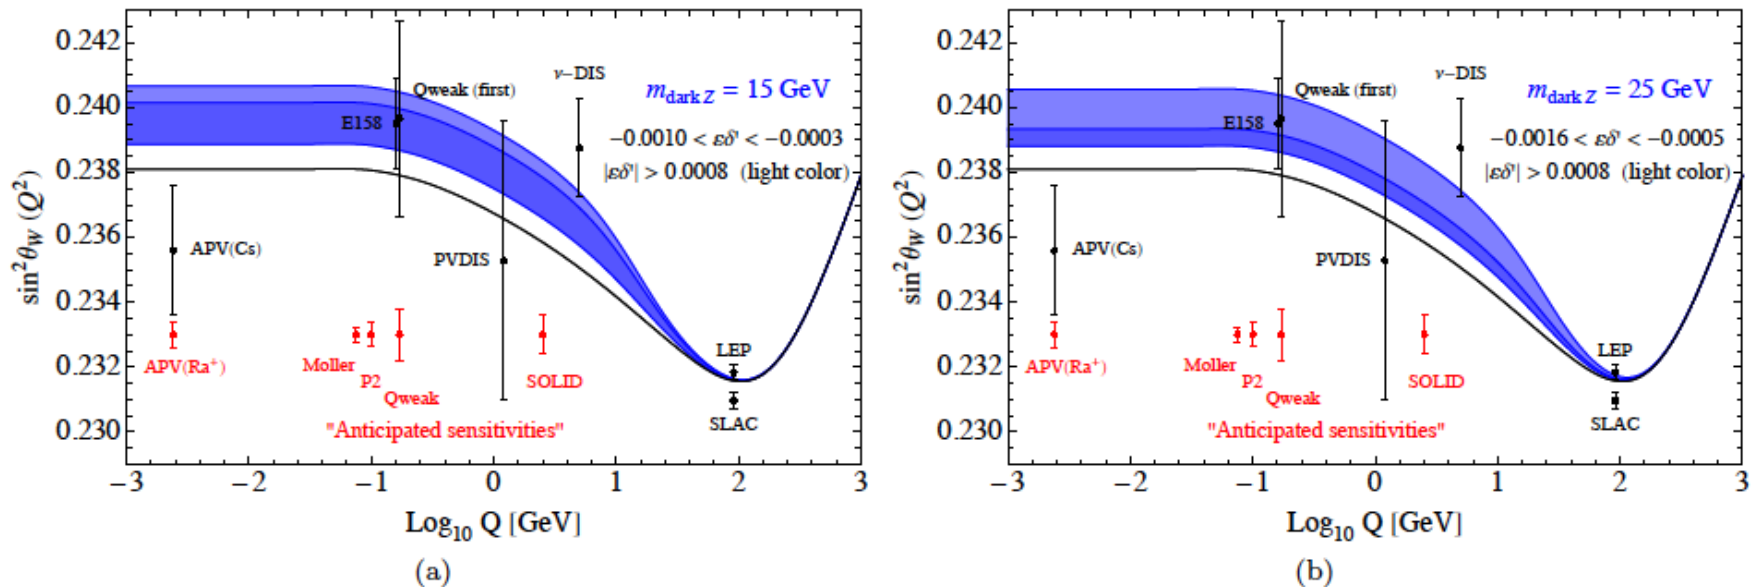 0.242
0.240
0.238
0.236
0.234
0.232
0.230
sin²θ_W (Q²)
ν−DIS
Qweak (first)
m_dark Z = 15 GeV
E158
−0.0010 < εδ' < −0.0003
|εδ'| > 0.0008 (light color)
APV(Cs)
PVDIS
LEP
APV(Ra⁺)
Moller
P2
Qweak
SOLID
SLAC
"Anticipated sensitivities"
−3 −2 −1 0 1 2 3
Log₁₀ Q [GeV]
(a)
0.242
0.240
0.238
0.236
0.234
0.232
0.230
sin²θ_W (Q²)
ν−DIS
Qweak (first)
m_dark Z = 25 GeV
E158
−0.0016 < εδ' < −0.0005
|εδ'| > 0.0008 (light color)
APV(Cs)
PVDIS
LEP
APV(Ra⁺)
Moller
P2
Qweak
SOLID
SLAC
"Anticipated sensitivities"
−3 −2 −1 0 1 2 3
Log₁₀ Q [GeV]
(b)